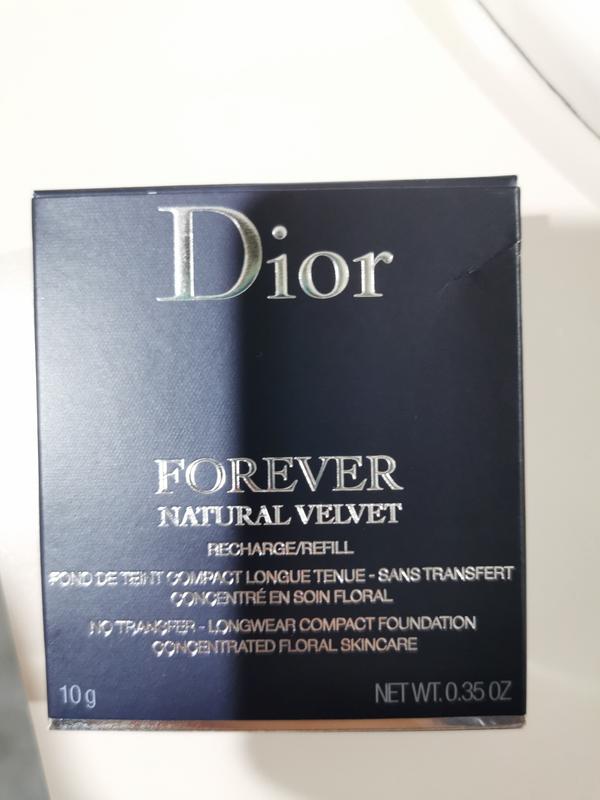 Dior
FOREVER
NATURAL VELVET
RECHARGE/REFILL
FOND DE TEINT COMPACT LONGUE TENUE - SANS TRANSFERT
CONCENTRÉ EN SOIN FLORAL
NO TRANSFER - LONGWEAR COMPACT FOUNDATION
CONCENTRATED FLORAL SKINCARE
10 g NET WT. 0.35 OZ